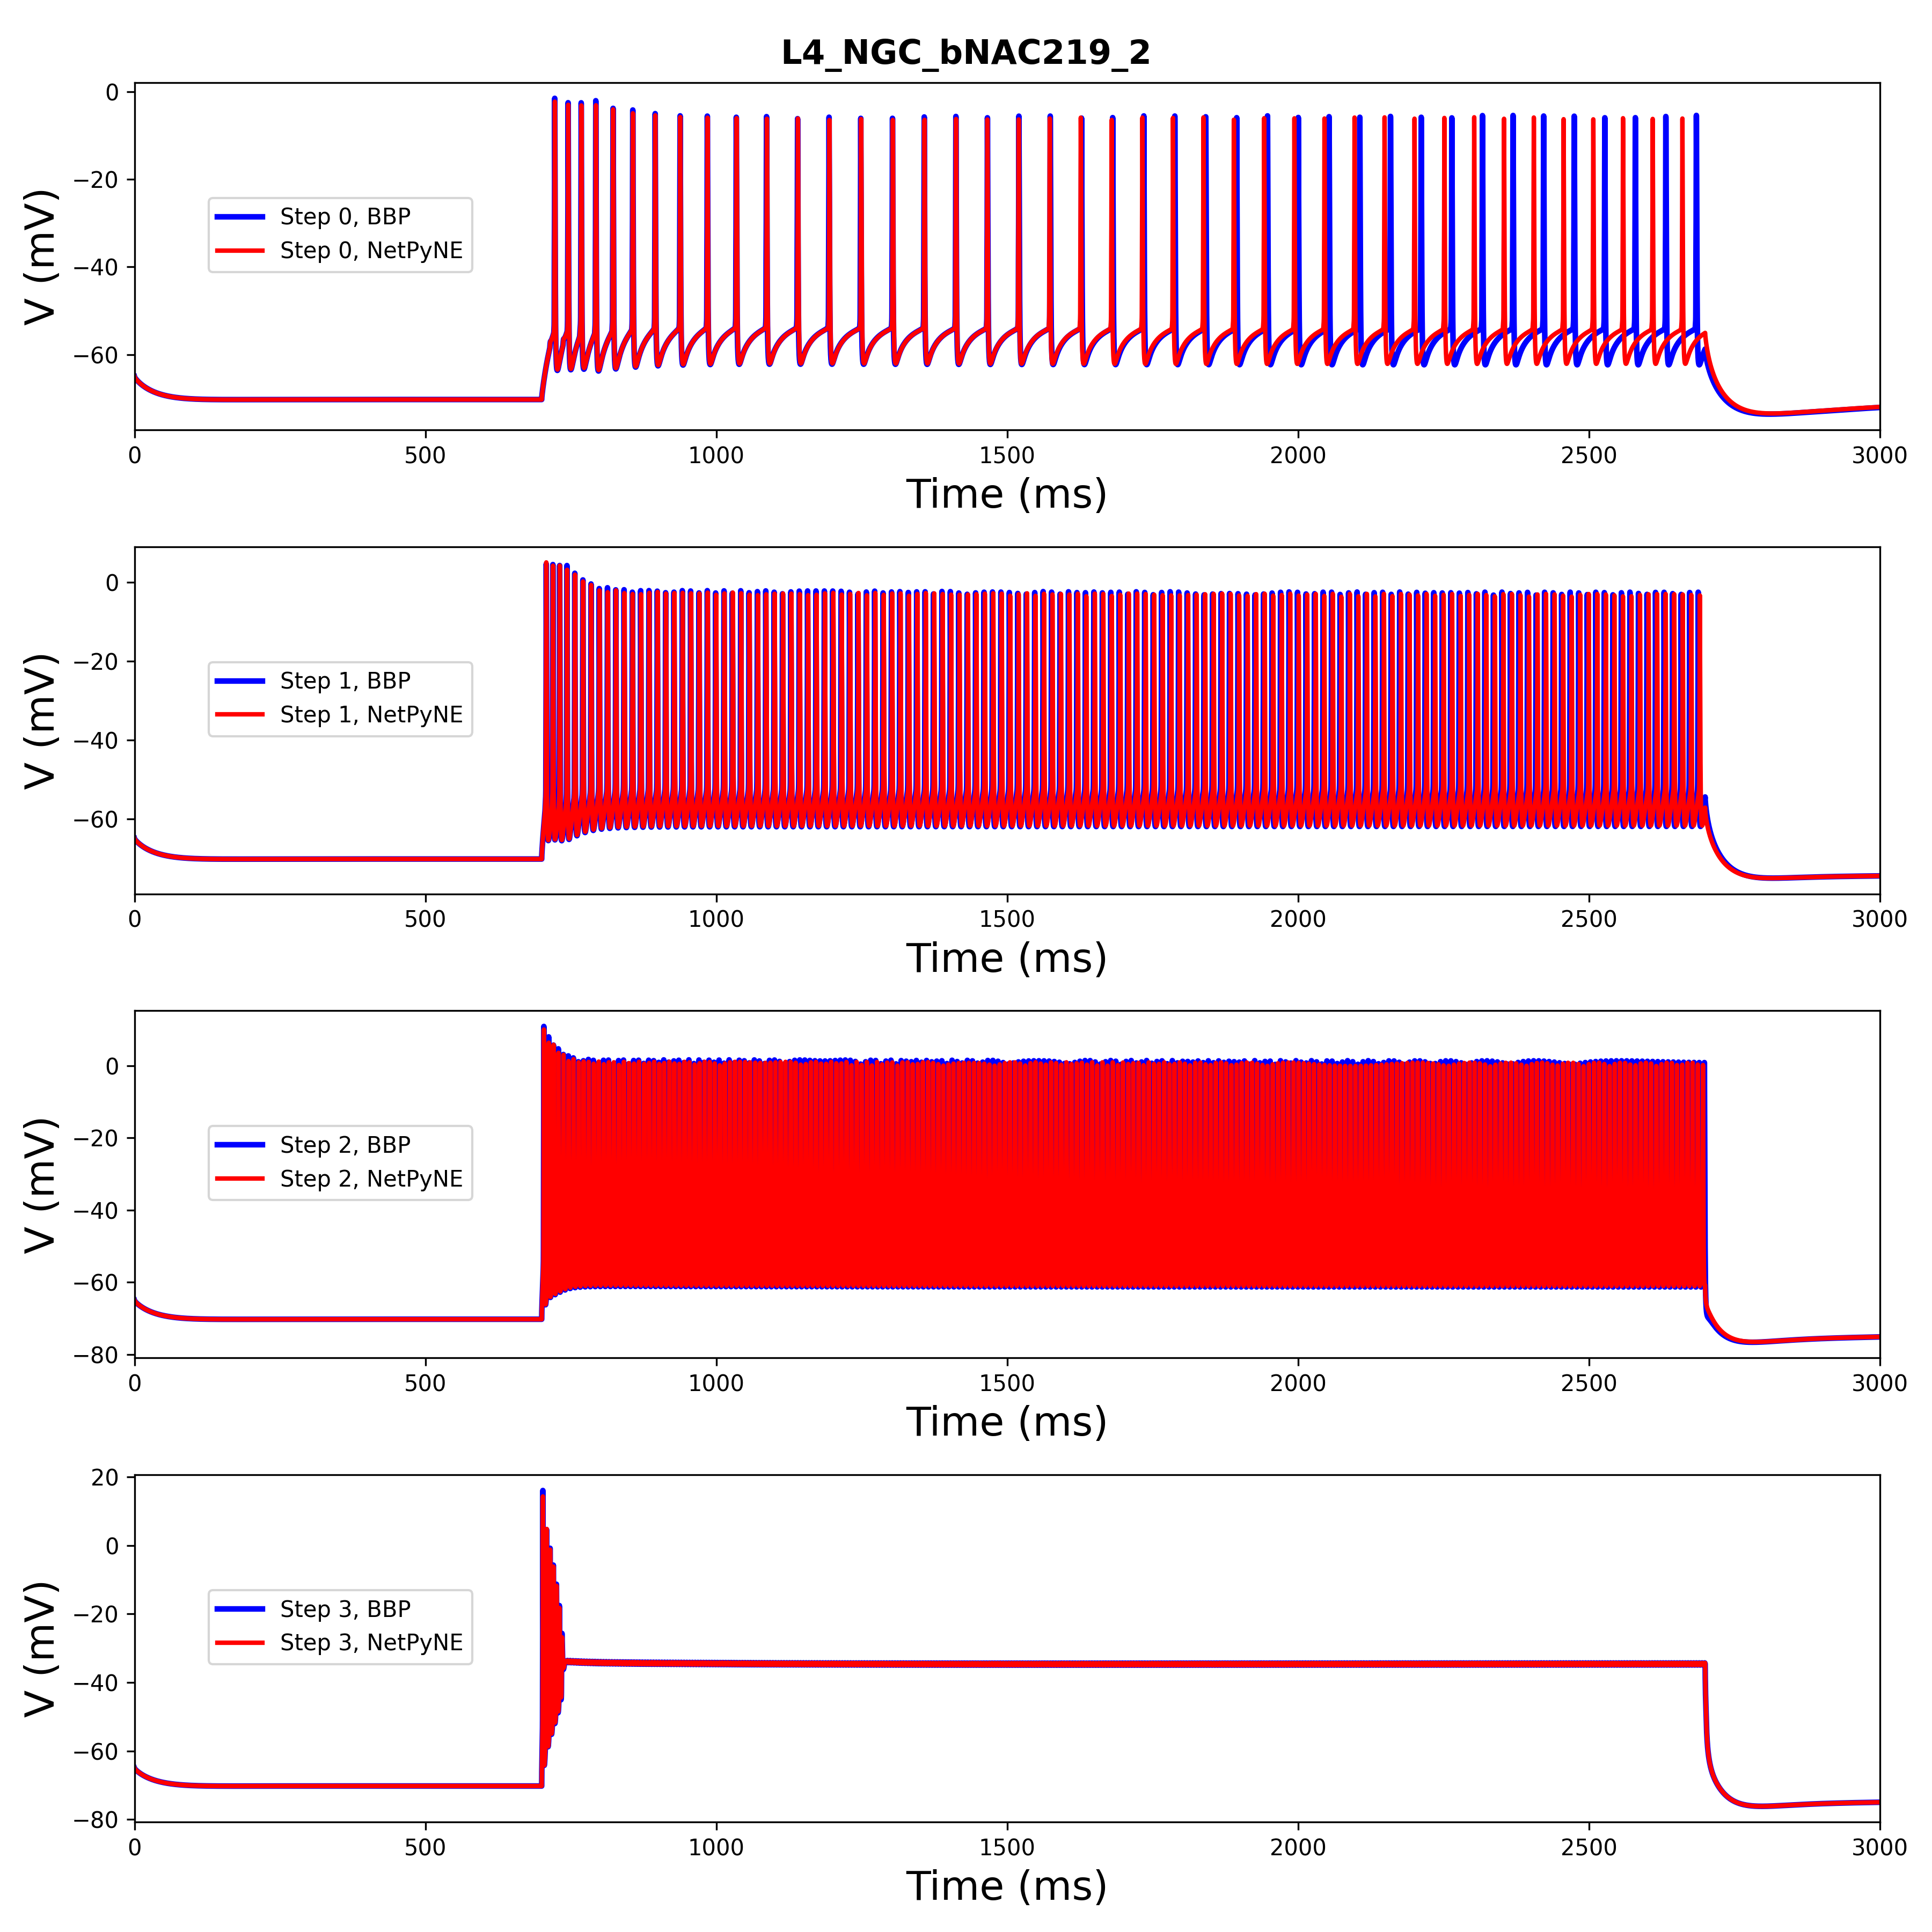 L4_NGC_bNAC219_2
0
−20
−40
−60
V (mV)
Step 0, BBP
Step 0, NetPyNE
0 500 1000 1500 2000 2500 3000
Time (ms)
0
−20
−40
−60
V (mV)
Step 1, BBP
Step 1, NetPyNE
0 500 1000 1500 2000 2500 3000
Time (ms)
0
−20
−40
−60
−80
V (mV)
Step 2, BBP
Step 2, NetPyNE
0 500 1000 1500 2000 2500 3000
Time (ms)
20
0
−20
−40
−60
−80
V (mV)
Step 3, BBP
Step 3, NetPyNE
0 500 1000 1500 2000 2500 3000
Time (ms)